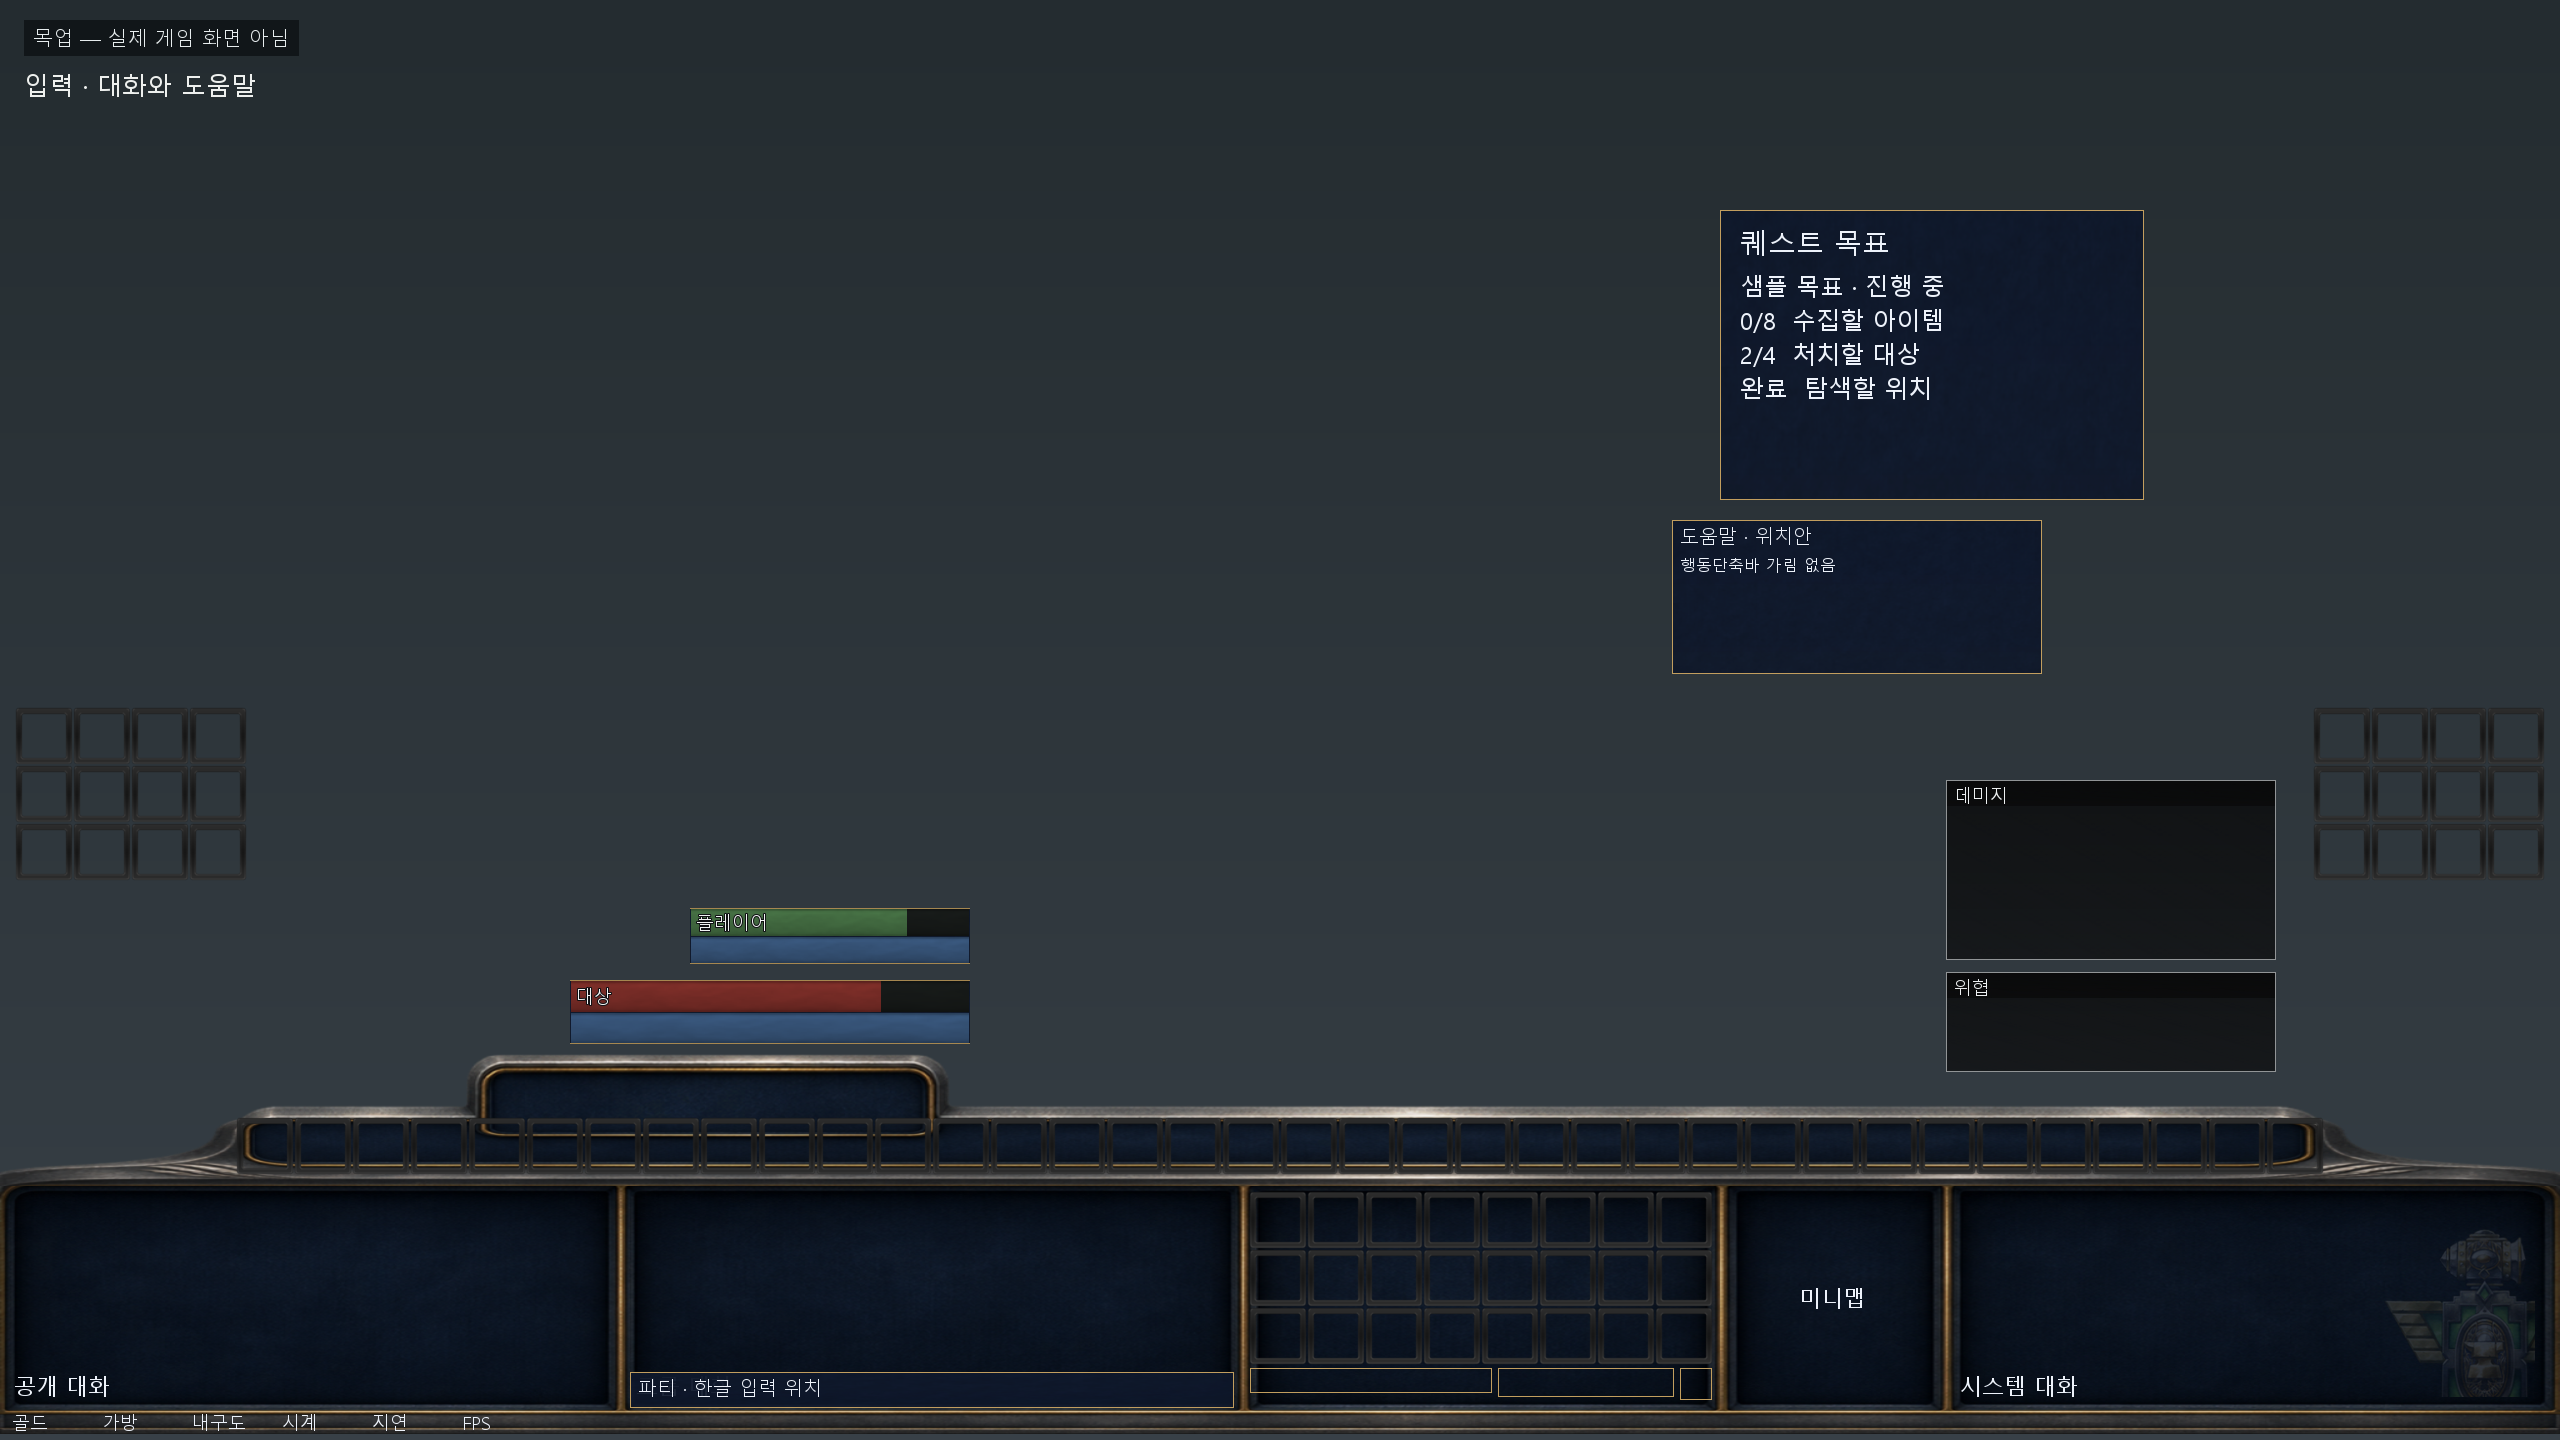 목업 — 실제 게임 화면 아님
입력 · 대화와 도움말
퀘스트 목표
샘플 목표 · 진행 중
0/8 수집할 아이템
2/4 처치할 대상
완료 탐색할 위치
도움말 · 위치안
행동단축바 가림 없음
데미지
플레이어
위협
대상
미니맵
공개 대화
파티 · 한글 입력 위치
시스템 대화
골드 가방 내구도 시계 지연 FPS